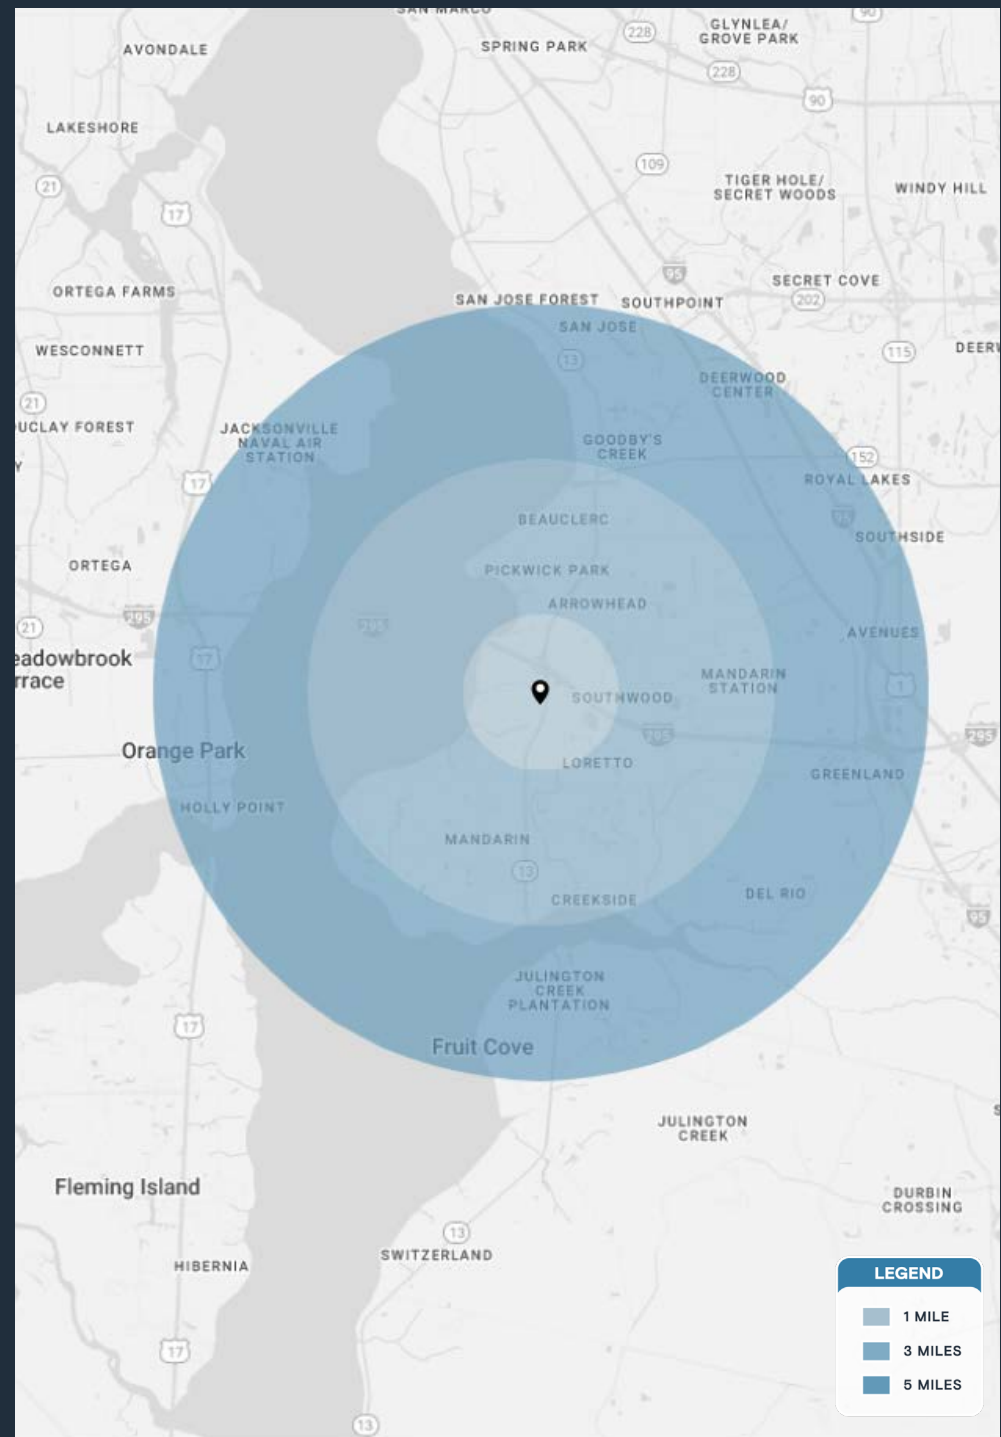 SAN MARCO
90
AVONDALE
SPRING PARK
228
GLYNLEA/
GROVE PARK
228
90
LAKESHORE
109
21
17
TIGER HOLE/
SECRET WOODS
WINDY HILL
95
ORTEGA FARMS
SAN JOSE FOREST
SOUTHPOINT
SECRET COVE
202
SAN JOSE
WESCONNETT
13
115
DEERW
DEERWOOD
CENTER
21
UCLAY FOREST
JACKSONVILLE
NAVAL AIR
STATION
GOODBY'S
CREEK
152
Y
17
ROYAL LAKES
95
BEAUCLERC
SOUTHSIDE
ORTEGA
PICKWICK PARK
ARROWHEAD
295
21
295
AVENUES
eadowbrook
rrace
17
MANDARIN
STATION
1
SOUTHWOOD
295
295
Orange Park
LORETTO
GREENLAND
HOLLY POINT
MANDARIN
13
CREEKSIDE
DEL RIO
95
JULINGTON
CREEK
PLANTATION
17
Fruit Cove
JULINGTON
CREEK
S
Fleming Island
DURBIN
CROSSING
13
SWITZERLAND
HIBERNIA
17
13
LEGEND
1 MILE
3 MILES
5 MILES